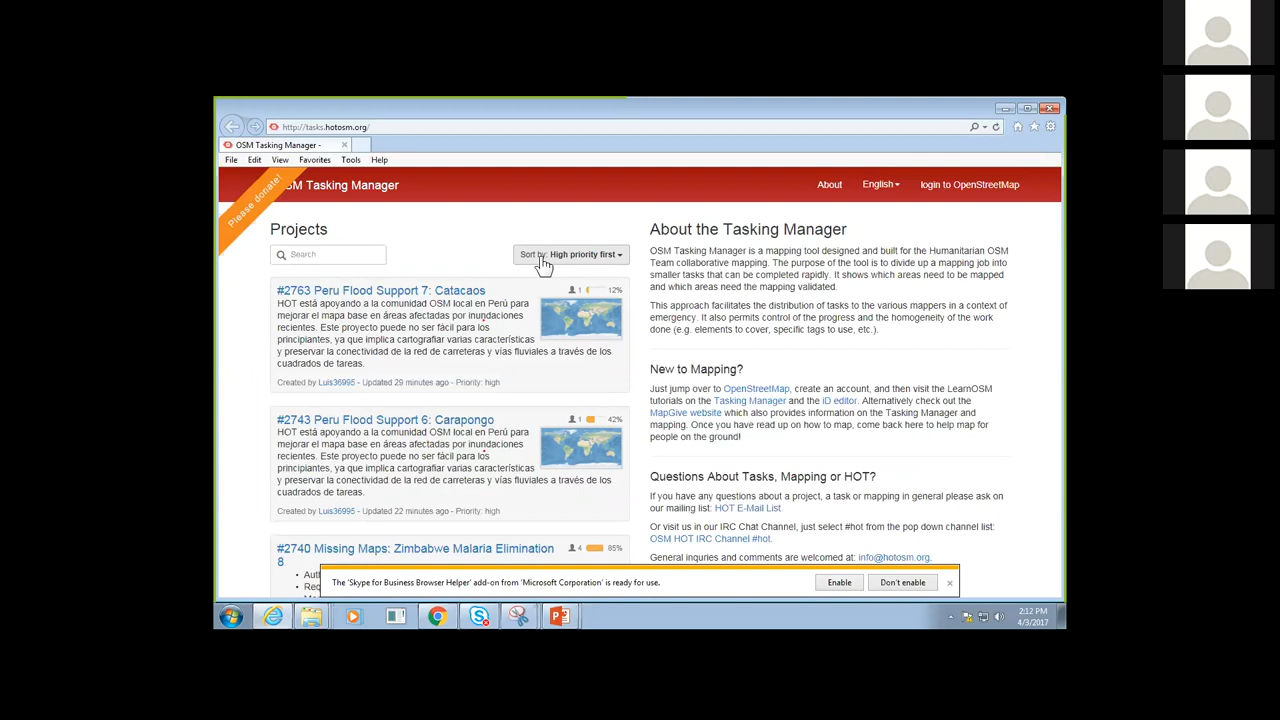 http://tasks.hotosm.org/
OSM Tasking Manager -
File Edit View Favorites Tools Help
Please donate!
SM Tasking Manager
About English login to OpenStreetMap
Projects
Search
Sort by: High priority first
#2763 Peru Flood Support 7: Catacaos
1 12%
HOT está apoyando a la comunidad OSM local en Perú para
mejorar el mapa base en áreas afectadas por inundaciones
recientes. Este proyecto puede no ser fácil para los
principiantes, ya que implica cartografiar varias características
y preservar la conectividad de la red de carreteras y vías fluviales a través de los
cuadrados de tareas.
Created by Luis36995 - Updated 29 minutes ago - Priority: high
#2743 Peru Flood Support 6: Carapongo
1 42%
HOT está apoyando a la comunidad OSM local en Perú para
mejorar el mapa base en áreas afectadas por inundaciones
recientes. Este proyecto puede no ser fácil para los
principiantes, ya que implica cartografiar varias características
y preservar la conectividad de la red de carreteras y vías fluviales a través de los
cuadrados de tareas.
Created by Luis36995 - Updated 22 minutes ago - Priority: high
#2740 Missing Maps: Zimbabwe Malaria Elimination
8
4 85%
About the Tasking Manager
OSM Tasking Manager is a mapping tool designed and built for the Humanitarian OSM
Team collaborative mapping. The purpose of the tool is to divide up a mapping job into
smaller tasks that can be completed rapidly. It shows which areas need to be mapped
and which areas need the mapping validated.
This approach facilitates the distribution of tasks to the various mappers in a context of
emergency. It also permits control of the progress and the homogeneity of the work
done (e.g. elements to cover, specific tags to use, etc.).
New to Mapping?
Just jump over to OpenStreetMap, create an account, and then visit the LearnOSM
tutorials on the Tasking Manager and the iD editor. Alternatively check out the
MapGive website which also provides information on the Tasking Manager and
mapping. Once you have read up on how to map, come back here to help map for
people on the ground!
Questions About Tasks, Mapping or HOT?
If you have any questions about a project, a task or mapping in general please ask on
our mailing list: HOT E-Mail List.
Or visit us in our IRC Chat Channel, just select #hot from the pop down channel list:
OSM HOT IRC Channel #hot.
General inquries and comments are welcomed at: info@hotosm.org.
The 'Skype for Business Browser Helper' add-on from 'Microsoft Corporation' is ready for use.
Enable Don't enable
2:12 PM
4/3/2017